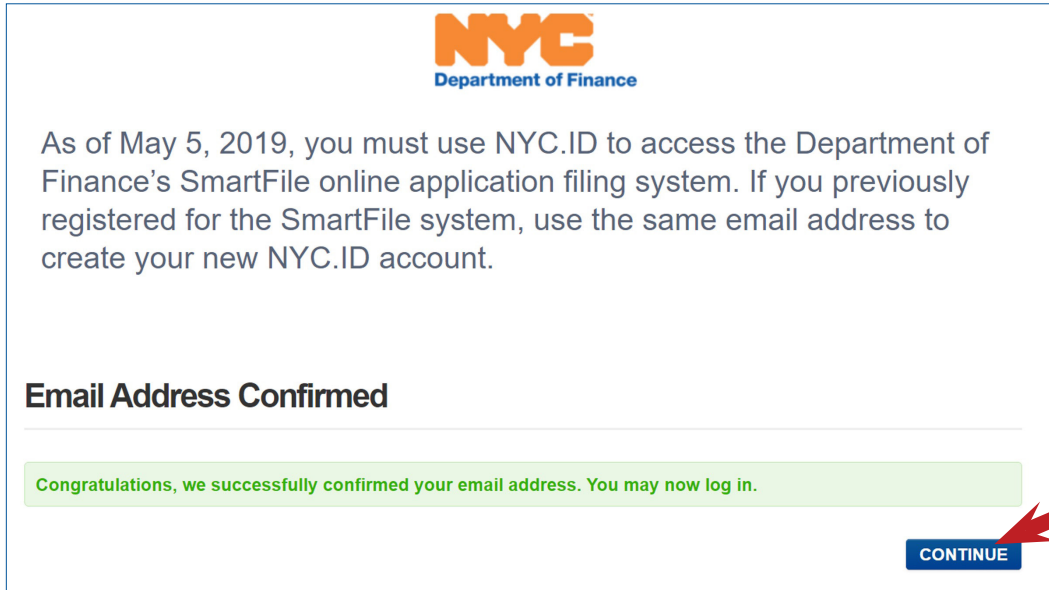 NYC
Department of Finance
As of May 5, 2019, you must use NYC.ID to access the Department of
Finance's SmartFile online application filing system. If you previously
registered for the SmartFile system, use the same email address to
create your new NYC.ID account.
Email Address Confirmed
Congratulations, we successfully confirmed your email address. You may now log in.
CONTINUE